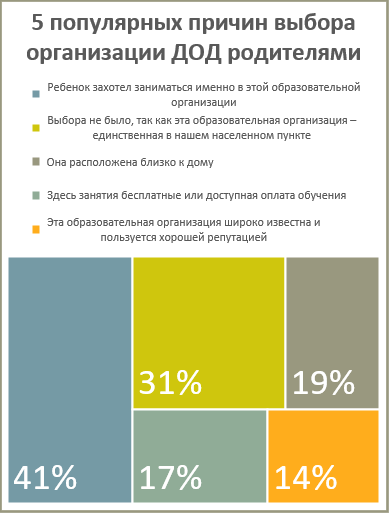 5 популярных причин выбора
организации ДОД родителями
Ребенок захотел заниматься именно в этой образовательной
организации
Выбора не было, так как эта образовательная организация –
единственная в нашем населенном пункте
Она расположена близко к дому
Здесь занятия бесплатные или доступная оплата обучения
Эта образовательная организация широко известна и
пользуется хорошей репутацией
31%
19%
41%
17%
14%